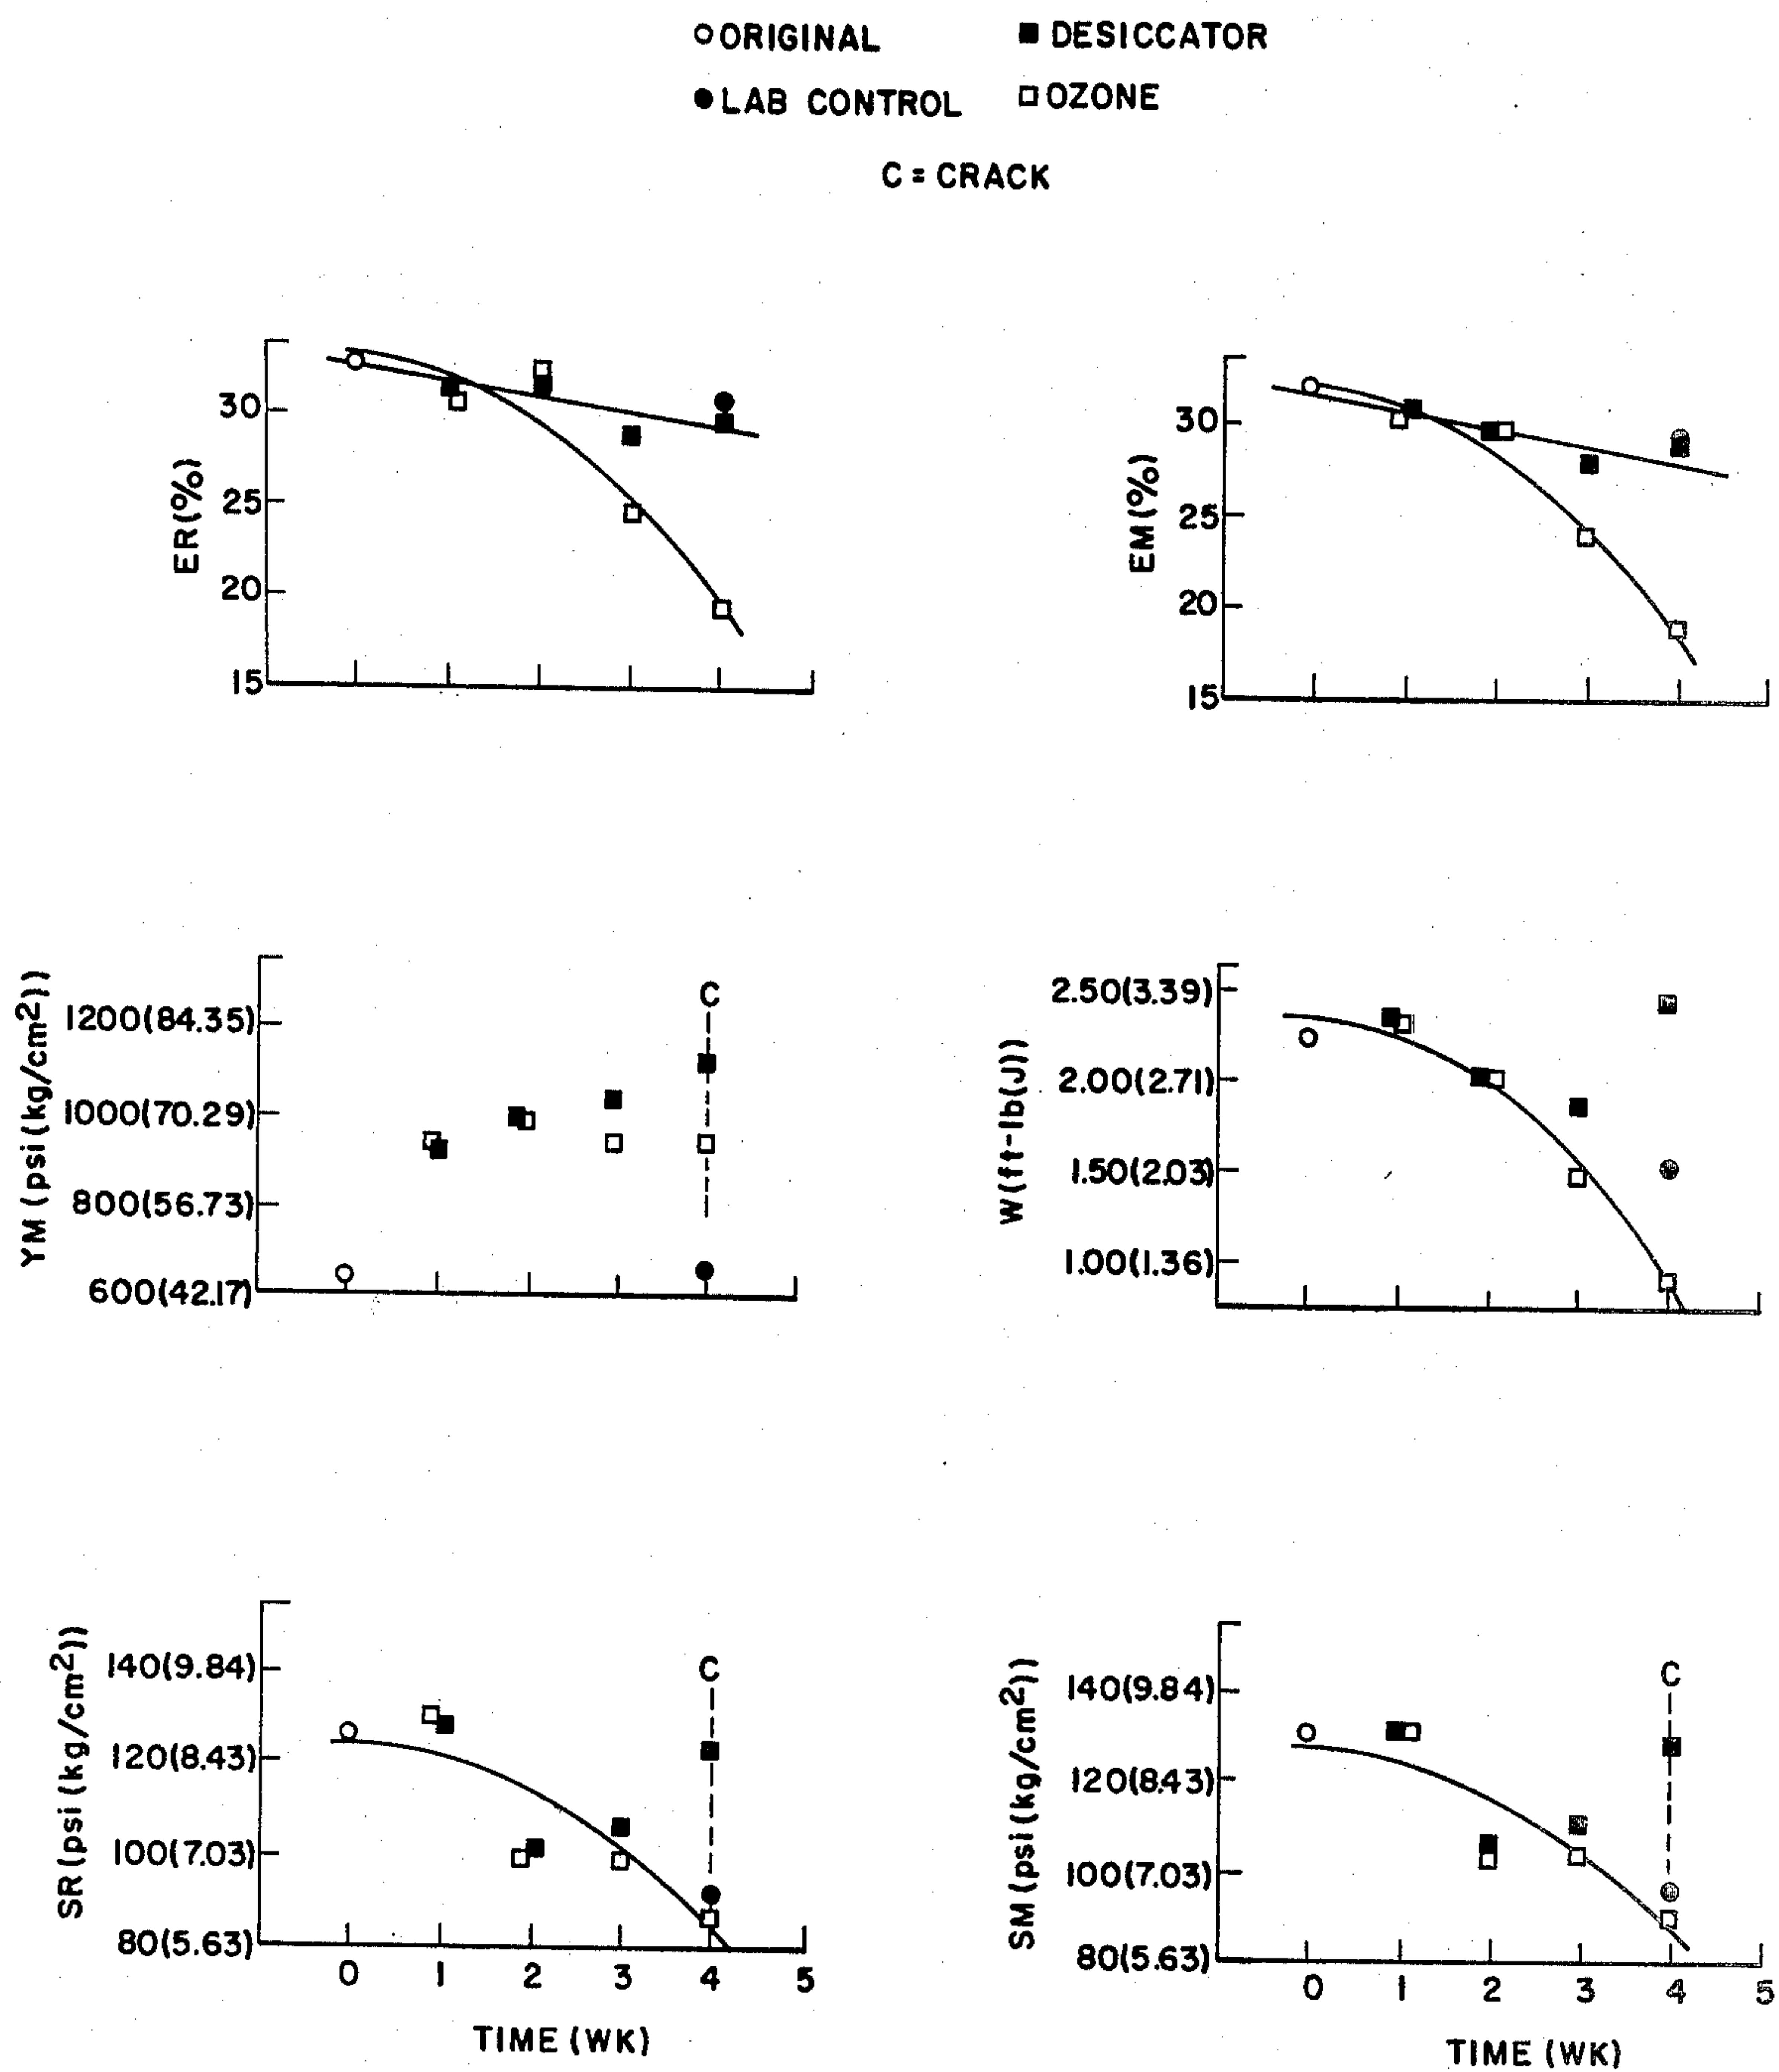 ORIGINAL
DESICCATOR
LAB CONTROL
OZONE
C = CRACK
ER (%)
30
25
20
15
EM (%)
30
25
20
15
YM (psi (kg/cm2))
C
1200(84.35)
1000(70.29)
800(56.73)
600(42.17)
W(ft-lb(J))
2.50(3.39)
2.00(2.71)
1.50(2.03)
1.00(1.36)
SR (psi (kg/cm2))
C
140(9.84)
120(8.43)
100(7.03)
80(5.63)
0 1 2 3 4 5
TIME (WK)
SM (psi (kg/cm2))
C
140(9.84)
120(8.43)
100(7.03)
80(5.63)
0 1 2 3 4 5
TIME (WK)